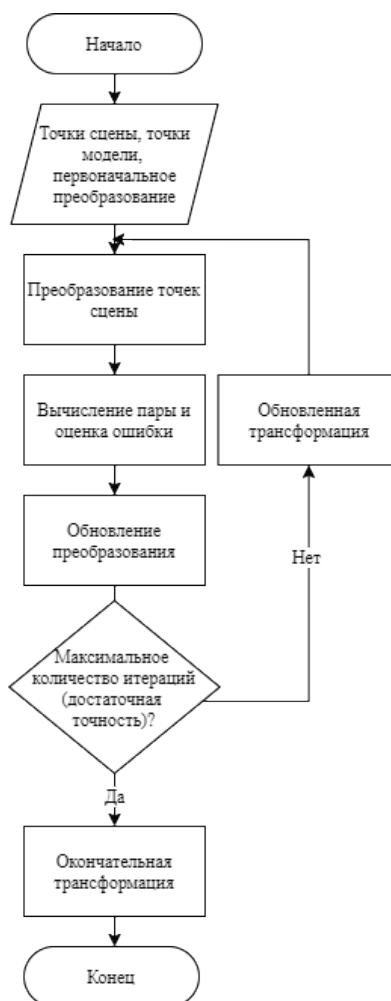 Начало
Точки сцены, точки
модели,
первоначальное
преобразование
Преобразование точек
сцены
Вычисление пары и
оценка ошибки
Обновленная
трансформация
Обновление
преобразования
Нет
Максимальное
количество итераций
(достаточная
точность)?
Да
Окончательная
трансформация
Конец